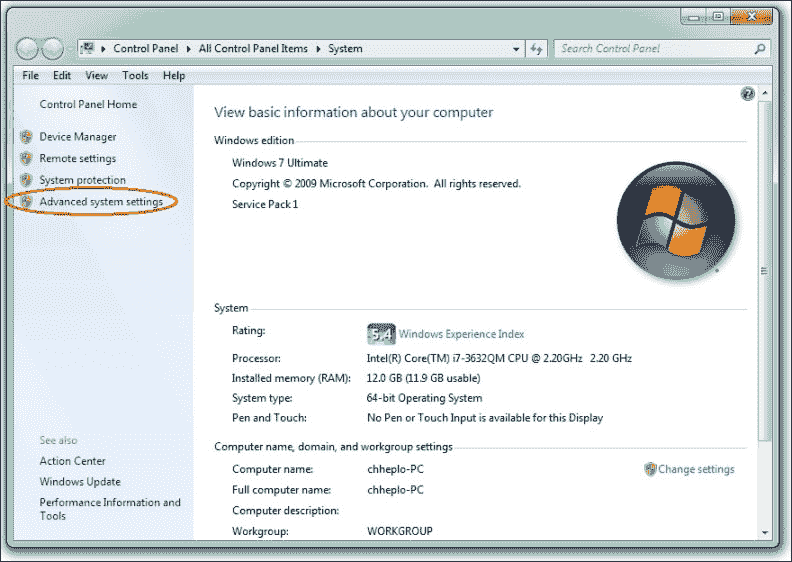 Control Panel ▸ All Control Panel Items ▸ System
Search Control Panel
File Edit View Tools Help
Control Panel Home
Device Manager
Remote settings
System protection
Advanced system settings
See also
Action Center
Windows Update
Performance Information and
Tools
View basic information about your computer
Windows edition
Windows 7 Ultimate
Copyright © 2009 Microsoft Corporation. All rights reserved.
Service Pack 1
System
Rating: 5.4 Windows Experience Index
Processor: Intel(R) Core(TM) i7-3632QM CPU @ 2.20GHz 2.20 GHz
Installed memory (RAM): 12.0 GB (11.9 GB usable)
System type: 64-bit Operating System
Pen and Touch: No Pen or Touch Input is available for this Display
Computer name, domain, and workgroup settings
Computer name: chheplo-PC Change settings
Full computer name: chheplo-PC
Computer description:
Workgroup: WORKGROUP